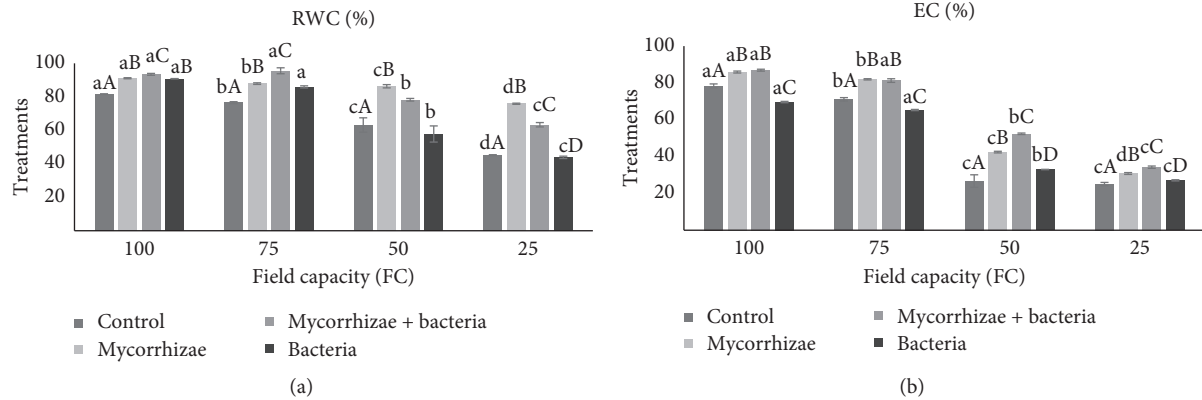 RWC (%)
100
80
60
40
20
Treatments
aA aB aC aB
bA bB aC a
cA cB b b
dA dB cC cD
100 75 50 25
Field capacity (FC)
Control
Mycorrhizae
Mycorrhizae + bacteria
Bacteria
(a)
EC (%)
100
80
60
40
20
Treatments
aA aB aB aC
bA bB aB aC
cA cB bC bD
cA dB cC cD
100 75 50 25
Field capacity (FC)
Control
Mycorrhizae
Mycorrhizae + bacteria
Bacteria
(b)